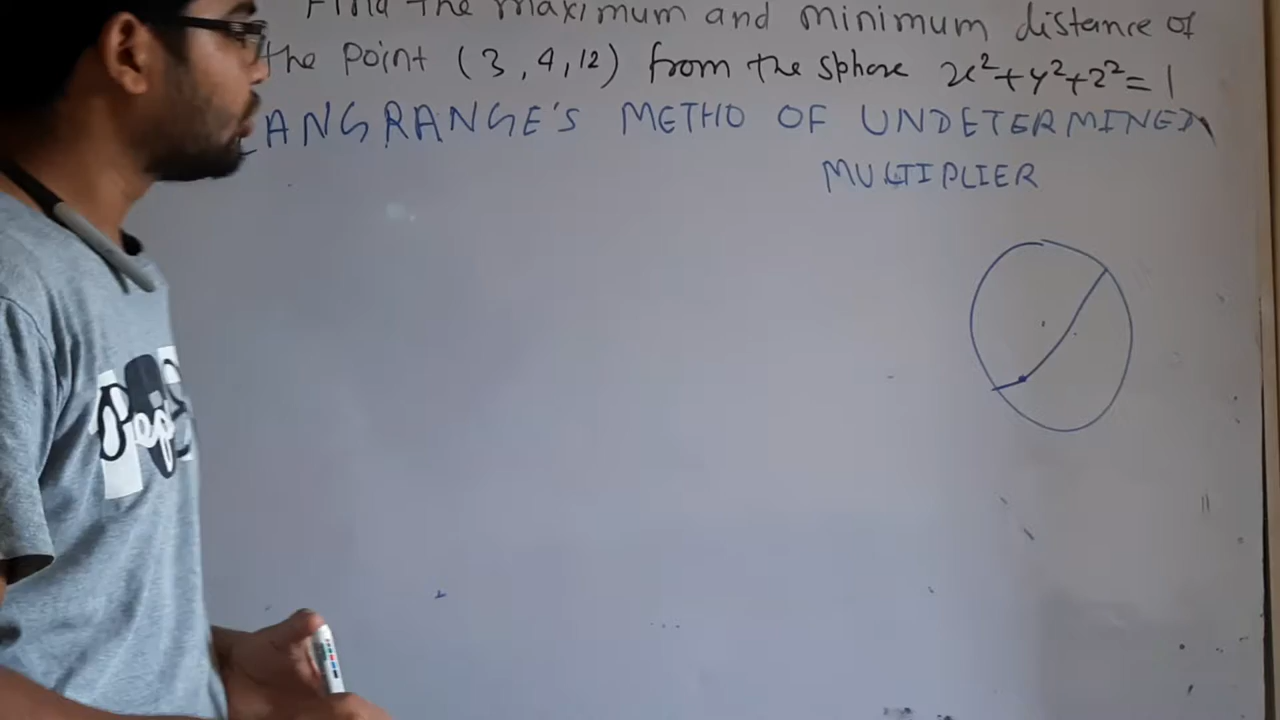 Find the maximum and minimum distance of
the point (3, 4, 12) from the sphere x²+y²+z²=1
LANGRANGE'S METHO OF UNDETERMINED
MULTIPLIER